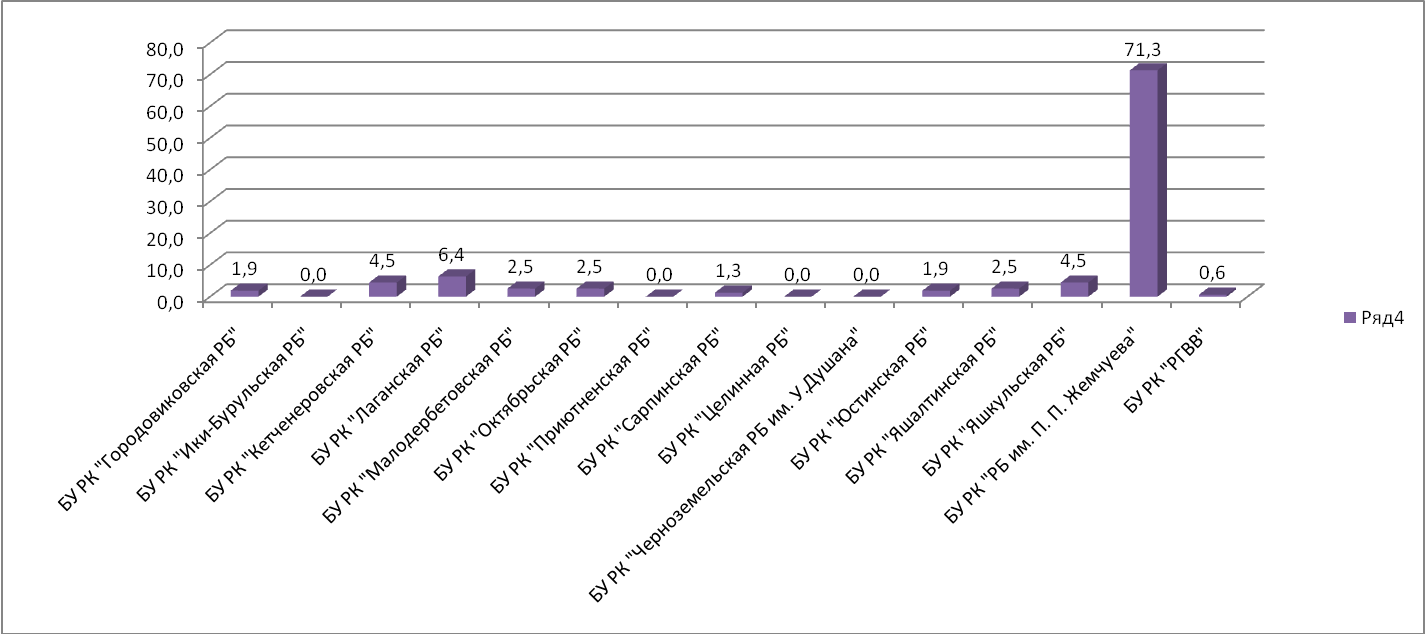 80,0
70,0
60,0
50,0
40,0
30,0
20,0
10,0
0,0
1,9
0,0
4,5
6,4
2,5
2,5
0,0
1,3
0,0
0,0
1,9
2,5
4,5
71,3
0,6
БУ РК "Городовиковская РБ"
БУ РК "Ики-Бурульская РБ"
БУ РК "Кетченеровская РБ"
БУ РК "Лаганская РБ"
БУ РК "Малодербетовская РБ"
БУ РК "Октябрьская РБ"
БУ РК "Приютненская РБ"
БУ РК "Сарпинская РБ"
БУ РК "Целинная РБ"
БУ РК "Черноземельская РБ им. У.Душана"
БУ РК "Юстинская РБ"
БУ РК "Яшалтинская РБ"
БУ РК "Яшкульская РБ"
БУ РК "РБ им. П. П. Жемчуева"
БУ РК "РГВВ"
Ряд4